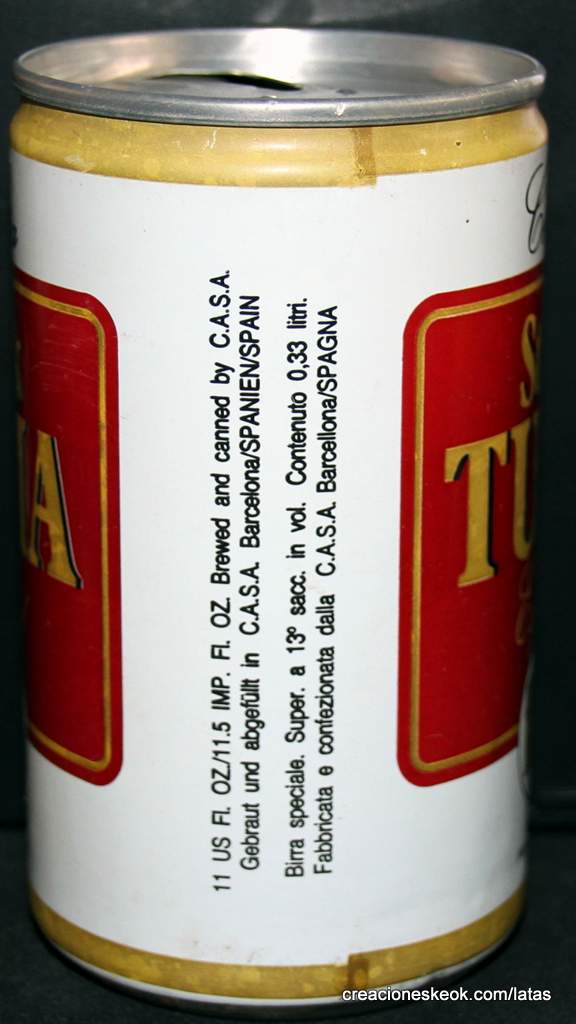 11 US Fl. OZ./11.5 IMP. Fl. OZ. Brewed and canned by C.A.S.A.
Gebraut und abgefüllt in C.A.S.A. Barcelona/SPANIEN/SPAIN
Birra speciale. Super. a 13º sacc. in vol. Contenuto 0,33 litri.
Fabbricata e confezionata dalla C.A.S.A. Barcellona/SPAGNA
TU
creacioneskeok.com/latas